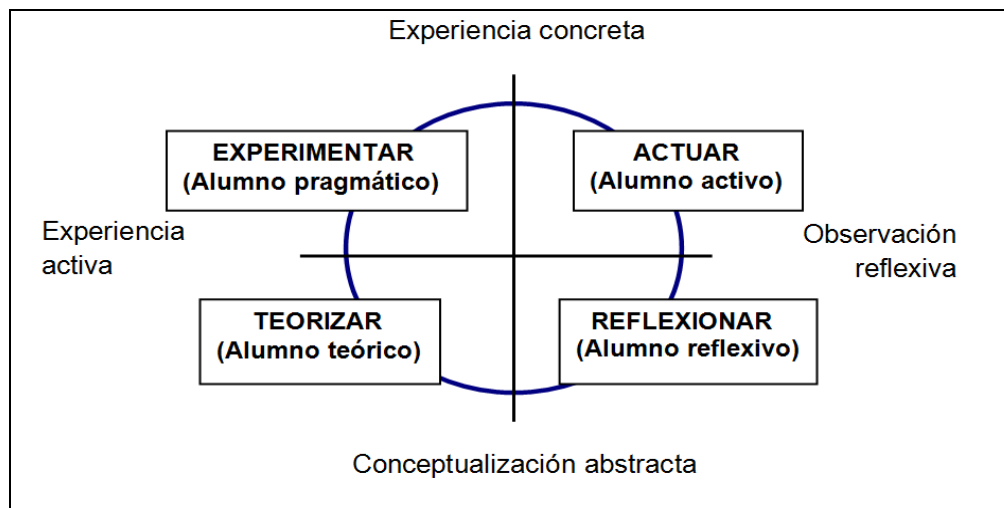 Experiencia concreta
EXPERIMENTAR
(Alumno pragmático)
ACTUAR
(Alumno activo)
Experiencia
activa
Observación
reflexiva
TEORIZAR
(Alumno teórico)
REFLEXIONAR
(Alumno reflexivo)
Conceptualización abstracta